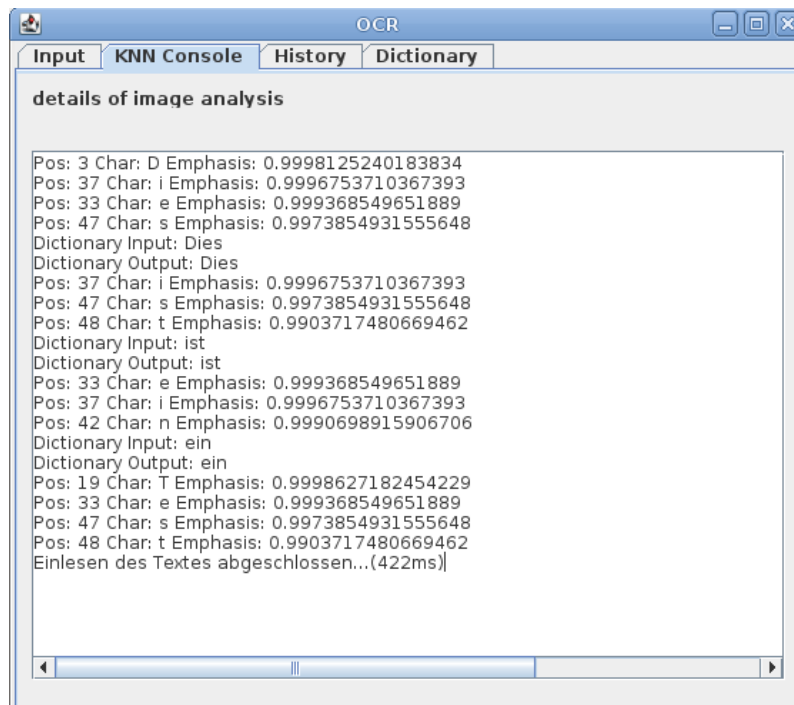 OCR
Input KNN Console History Dictionary
details of image analysis
Pos: 3 Char: D Emphasis: 0.9998125240183834
Pos: 37 Char: i Emphasis: 0.9996753710367393
Pos: 33 Char: e Emphasis: 0.999368549651889
Pos: 47 Char: s Emphasis: 0.9973854931555648
Dictionary Input: Dies
Dictionary Output: Dies
Pos: 37 Char: i Emphasis: 0.9996753710367393
Pos: 47 Char: s Emphasis: 0.9973854931555648
Pos: 48 Char: t Emphasis: 0.9903717480669462
Dictionary Input: ist
Dictionary Output: ist
Pos: 33 Char: e Emphasis: 0.999368549651889
Pos: 37 Char: i Emphasis: 0.9996753710367393
Pos: 42 Char: n Emphasis: 0.9990698915906706
Dictionary Input: ein
Dictionary Output: ein
Pos: 19 Char: T Emphasis: 0.9998627182454229
Pos: 33 Char: e Emphasis: 0.999368549651889
Pos: 47 Char: s Emphasis: 0.9973854931555648
Pos: 48 Char: t Emphasis: 0.9903717480669462
Einlesen des Textes abgeschlossen...(422ms)